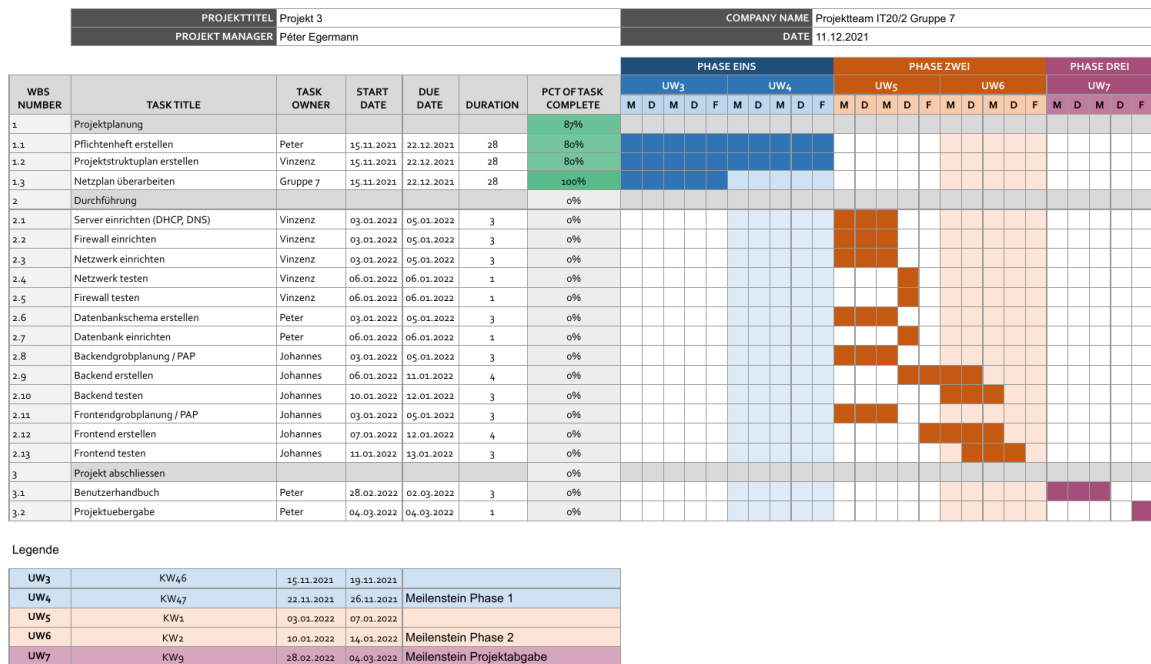 PROJEKTTITEL Projekt 3 COMPANY NAME Projektteam IT20/2 Gruppe 7
PROJEKT MANAGER Péter Egermann DATE 11.12.2021
PHASE EINS PHASE ZWEI PHASE DREI
UW3 UW4 UW5 UW6 UW7
WBS NUMBER TASK TITLE TASK OWNER START DATE DUE DATE DURATION PCT OF TASK COMPLETE M D M D F M D M D F M D M D F M D M D F M D M D F
1 Projektplanung 87%
1.1 Pflichtenheft erstellen Peter 15.11.2021 22.12.2021 28 80%
1.2 Projektstruktuplan erstellen Vinzenz 15.11.2021 22.12.2021 28 80%
1.3 Netzplan überarbeiten Gruppe 7 15.11.2021 22.12.2021 28 100%
2 Durchführung 0%
2.1 Server einrichten (DHCP, DNS) Vinzenz 03.01.2022 05.01.2022 3 0%
2.2 Firewall einrichten Vinzenz 03.01.2022 05.01.2022 3 0%
2.3 Netzwerk einrichten Vinzenz 03.01.2022 05.01.2022 3 0%
2.4 Netzwerk testen Vinzenz 06.01.2022 06.01.2022 1 0%
2.5 Firewall testen Vinzenz 06.01.2022 06.01.2022 1 0%
2.6 Datenbankschema erstellen Peter 03.01.2022 05.01.2022 3 0%
2.7 Datenbank einrichten Peter 06.01.2022 06.01.2022 1 0%
2.8 Backendgrobplanung / PAP Johannes 03.01.2022 05.01.2022 3 0%
2.9 Backend erstellen Johannes 06.01.2022 11.01.2022 4 0%
2.10 Backend testen Johannes 10.01.2022 12.01.2022 3 0%
2.11 Frontendgrobplanung / PAP Johannes 03.01.2022 05.01.2022 3 0%
2.12 Frontend erstellen Johannes 07.01.2022 12.01.2022 4 0%
2.13 Frontend testen Johannes 11.01.2022 13.01.2022 3 0%
3 Projekt abschliessen 0%
3.1 Benutzerhandbuch Peter 28.02.2022 02.03.2022 3 0%
3.2 Projektuebergabe Peter 04.03.2022 04.03.2022 1 0%
Legende
UW3 KW46 15.11.2021 19.11.2021
UW4 KW47 22.11.2021 26.11.2021 Meilenstein Phase 1
UW5 KW1 03.01.2022 07.01.2022
UW6 KW2 10.01.2022 14.01.2022 Meilenstein Phase 2
UW7 KW9 28.02.2022 04.03.2022 Meilenstein Projektabgabe